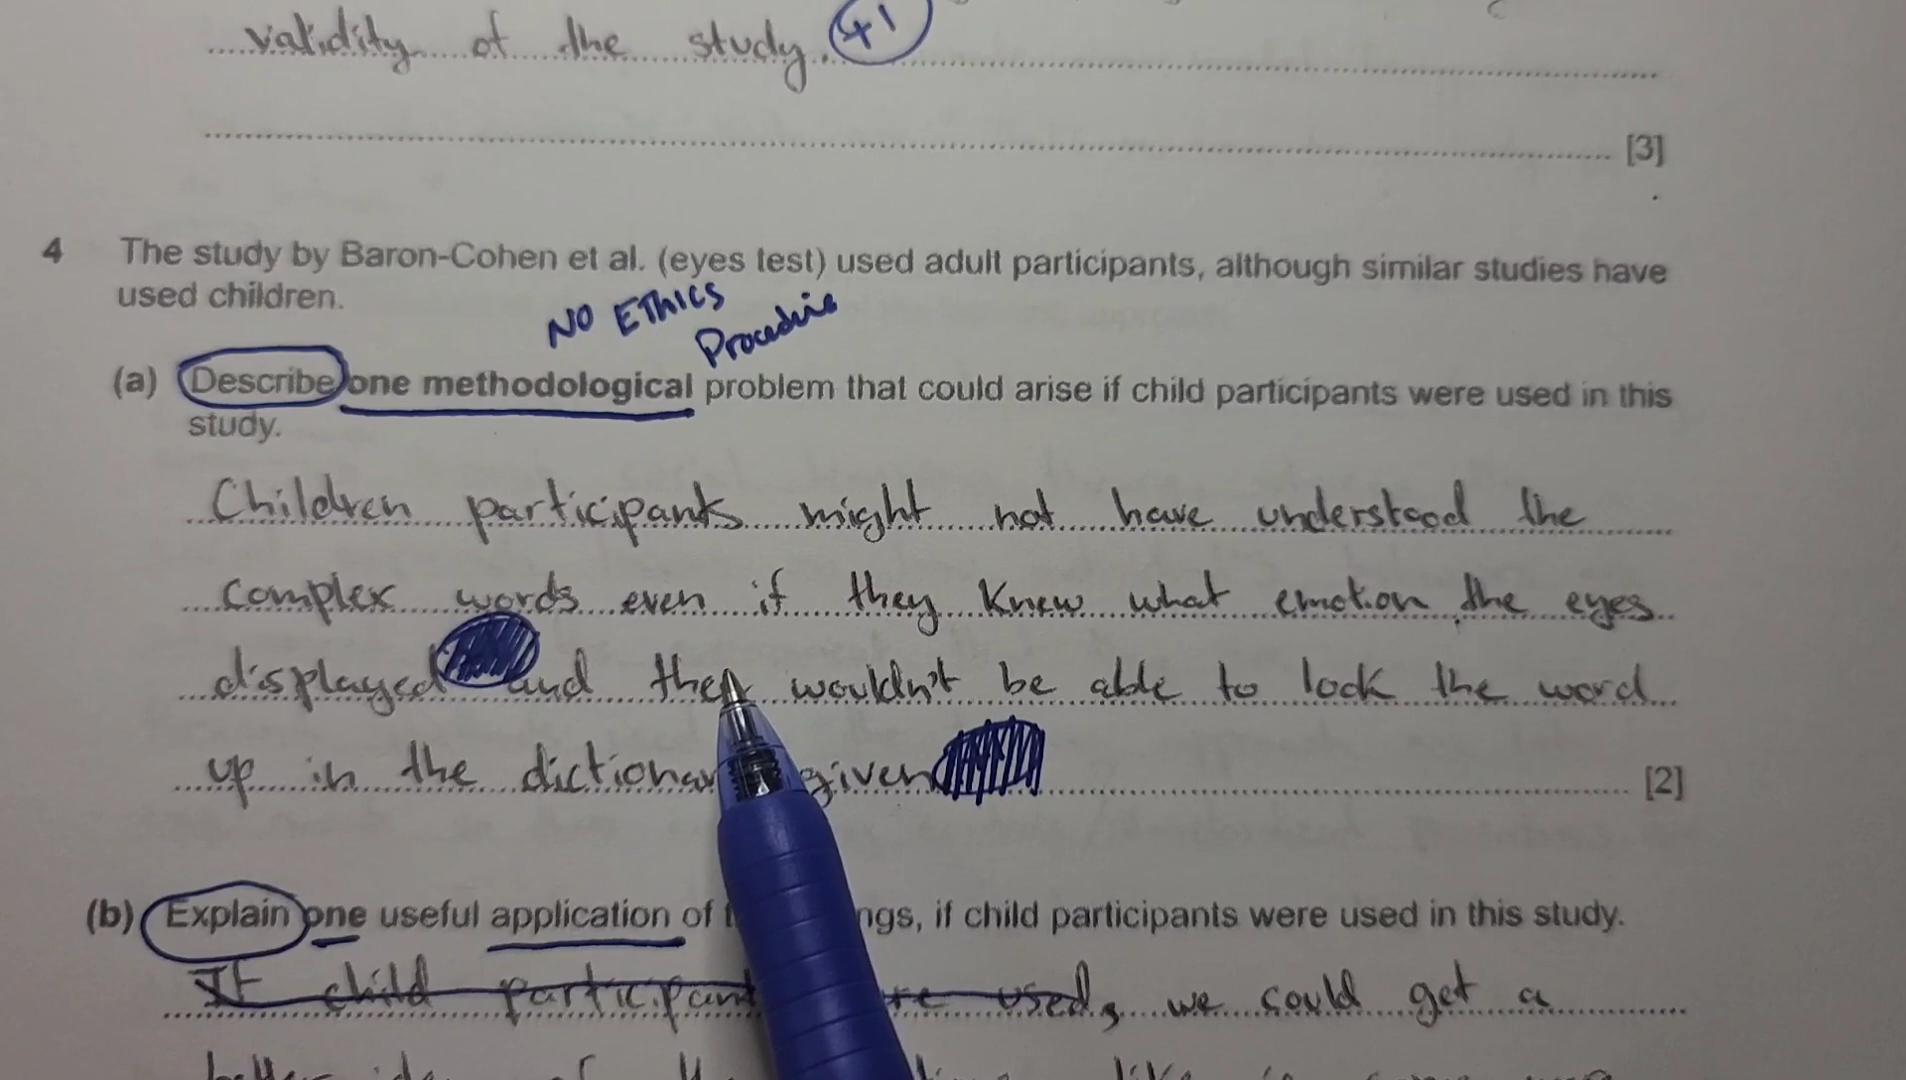 validity of the study. +1
[3]
4 The study by Baron-Cohen et al. (eyes test) used adult participants, although similar studies have
used children.
NO ETHICS
Procedure
(a) Describe one methodological problem that could arise if child participants were used in this
study.
Children participants might not have understood the
complex words even if they knew what emotion the eyes
displayed and they wouldn't be able to look the word
up in the dictionary given
[2]
(b) Explain one useful application of ngs, if child participants were used in this study.
If child participant re used, we could get a
better